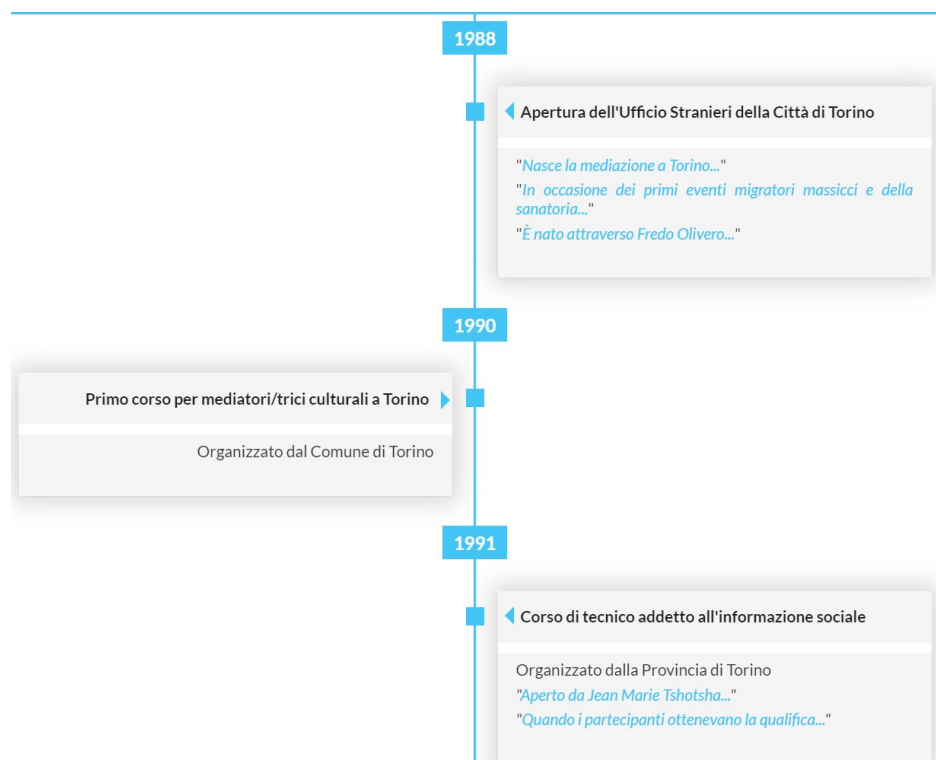 1988
Apertura dell'Ufficio Stranieri della Città di Torino
"Nasce la mediazione a Torino..."
"In occasione dei primi eventi migratori massicci e della
sanatoria..."
"È nato attraverso Fredo Olivero..."
1990
Primo corso per mediatori/trici culturali a Torino
Organizzato dal Comune di Torino
1991
Corso di tecnico addetto all'informazione sociale
Organizzato dalla Provincia di Torino
"Aperto da Jean Marie Tshotsha..."
"Quando i partecipanti ottenevano la qualifica..."